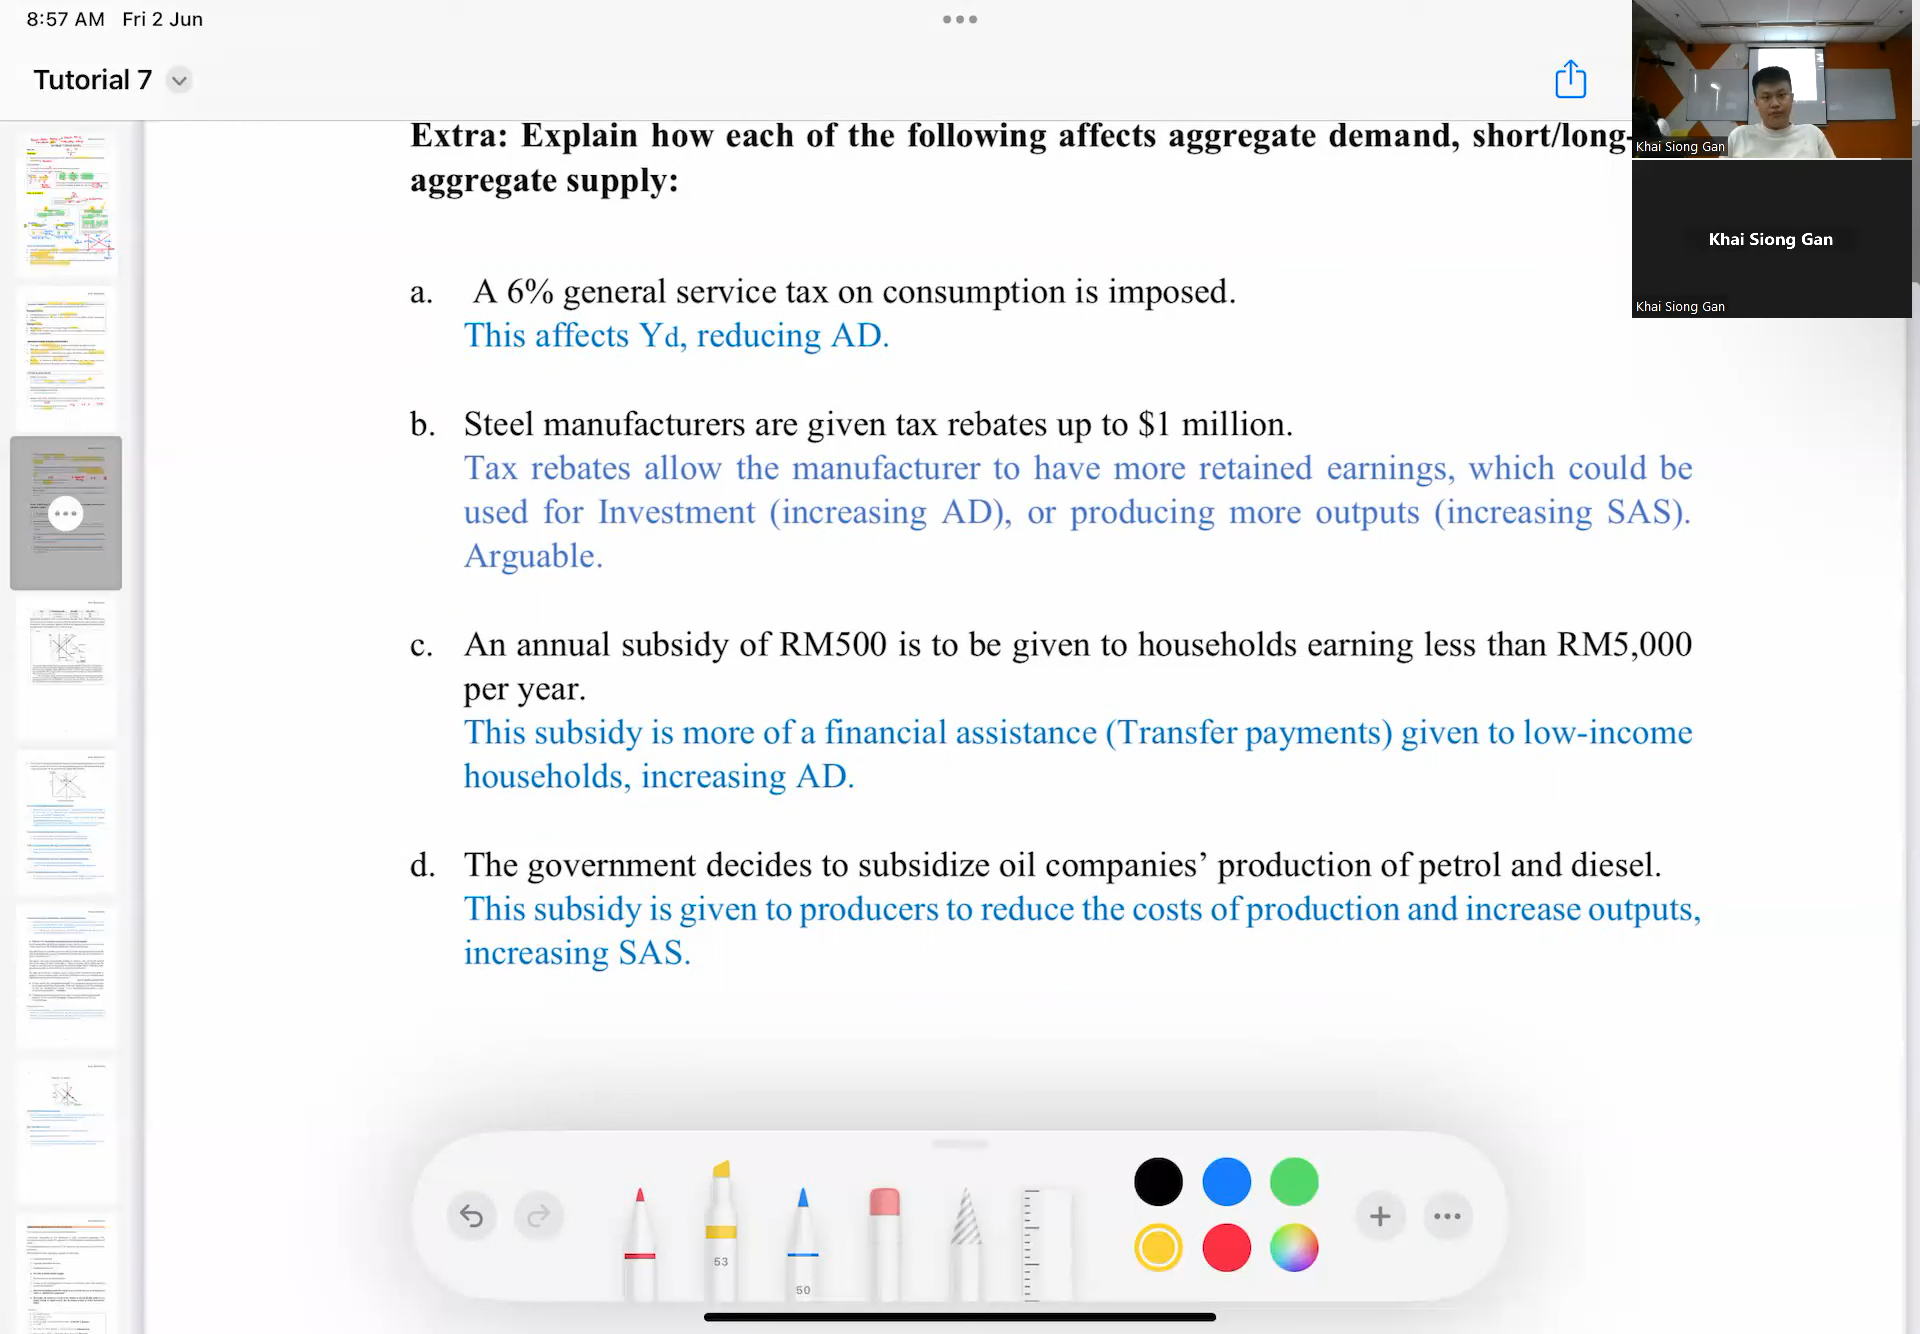 8:57 AM Fri 2 Jun
Tutorial 7
Khai Siong Gan
Khai Siong Gan
Khai Siong Gan
Extra: Explain how each of the following affects aggregate demand, short/long-
aggregate supply:
a. A 6% general service tax on consumption is imposed.
This affects Yd, reducing AD.
b. Steel manufacturers are given tax rebates up to $1 million.
Tax rebates allow the manufacturer to have more retained earnings, which could be
used for Investment (increasing AD), or producing more outputs (increasing SAS).
Arguable.
c. An annual subsidy of RM500 is to be given to households earning less than RM5,000
per year.
This subsidy is more of a financial assistance (Transfer payments) given to low-income
households, increasing AD.
d. The government decides to subsidize oil companies’ production of petrol and diesel.
This subsidy is given to producers to reduce the costs of production and increase outputs,
increasing SAS.
53
50